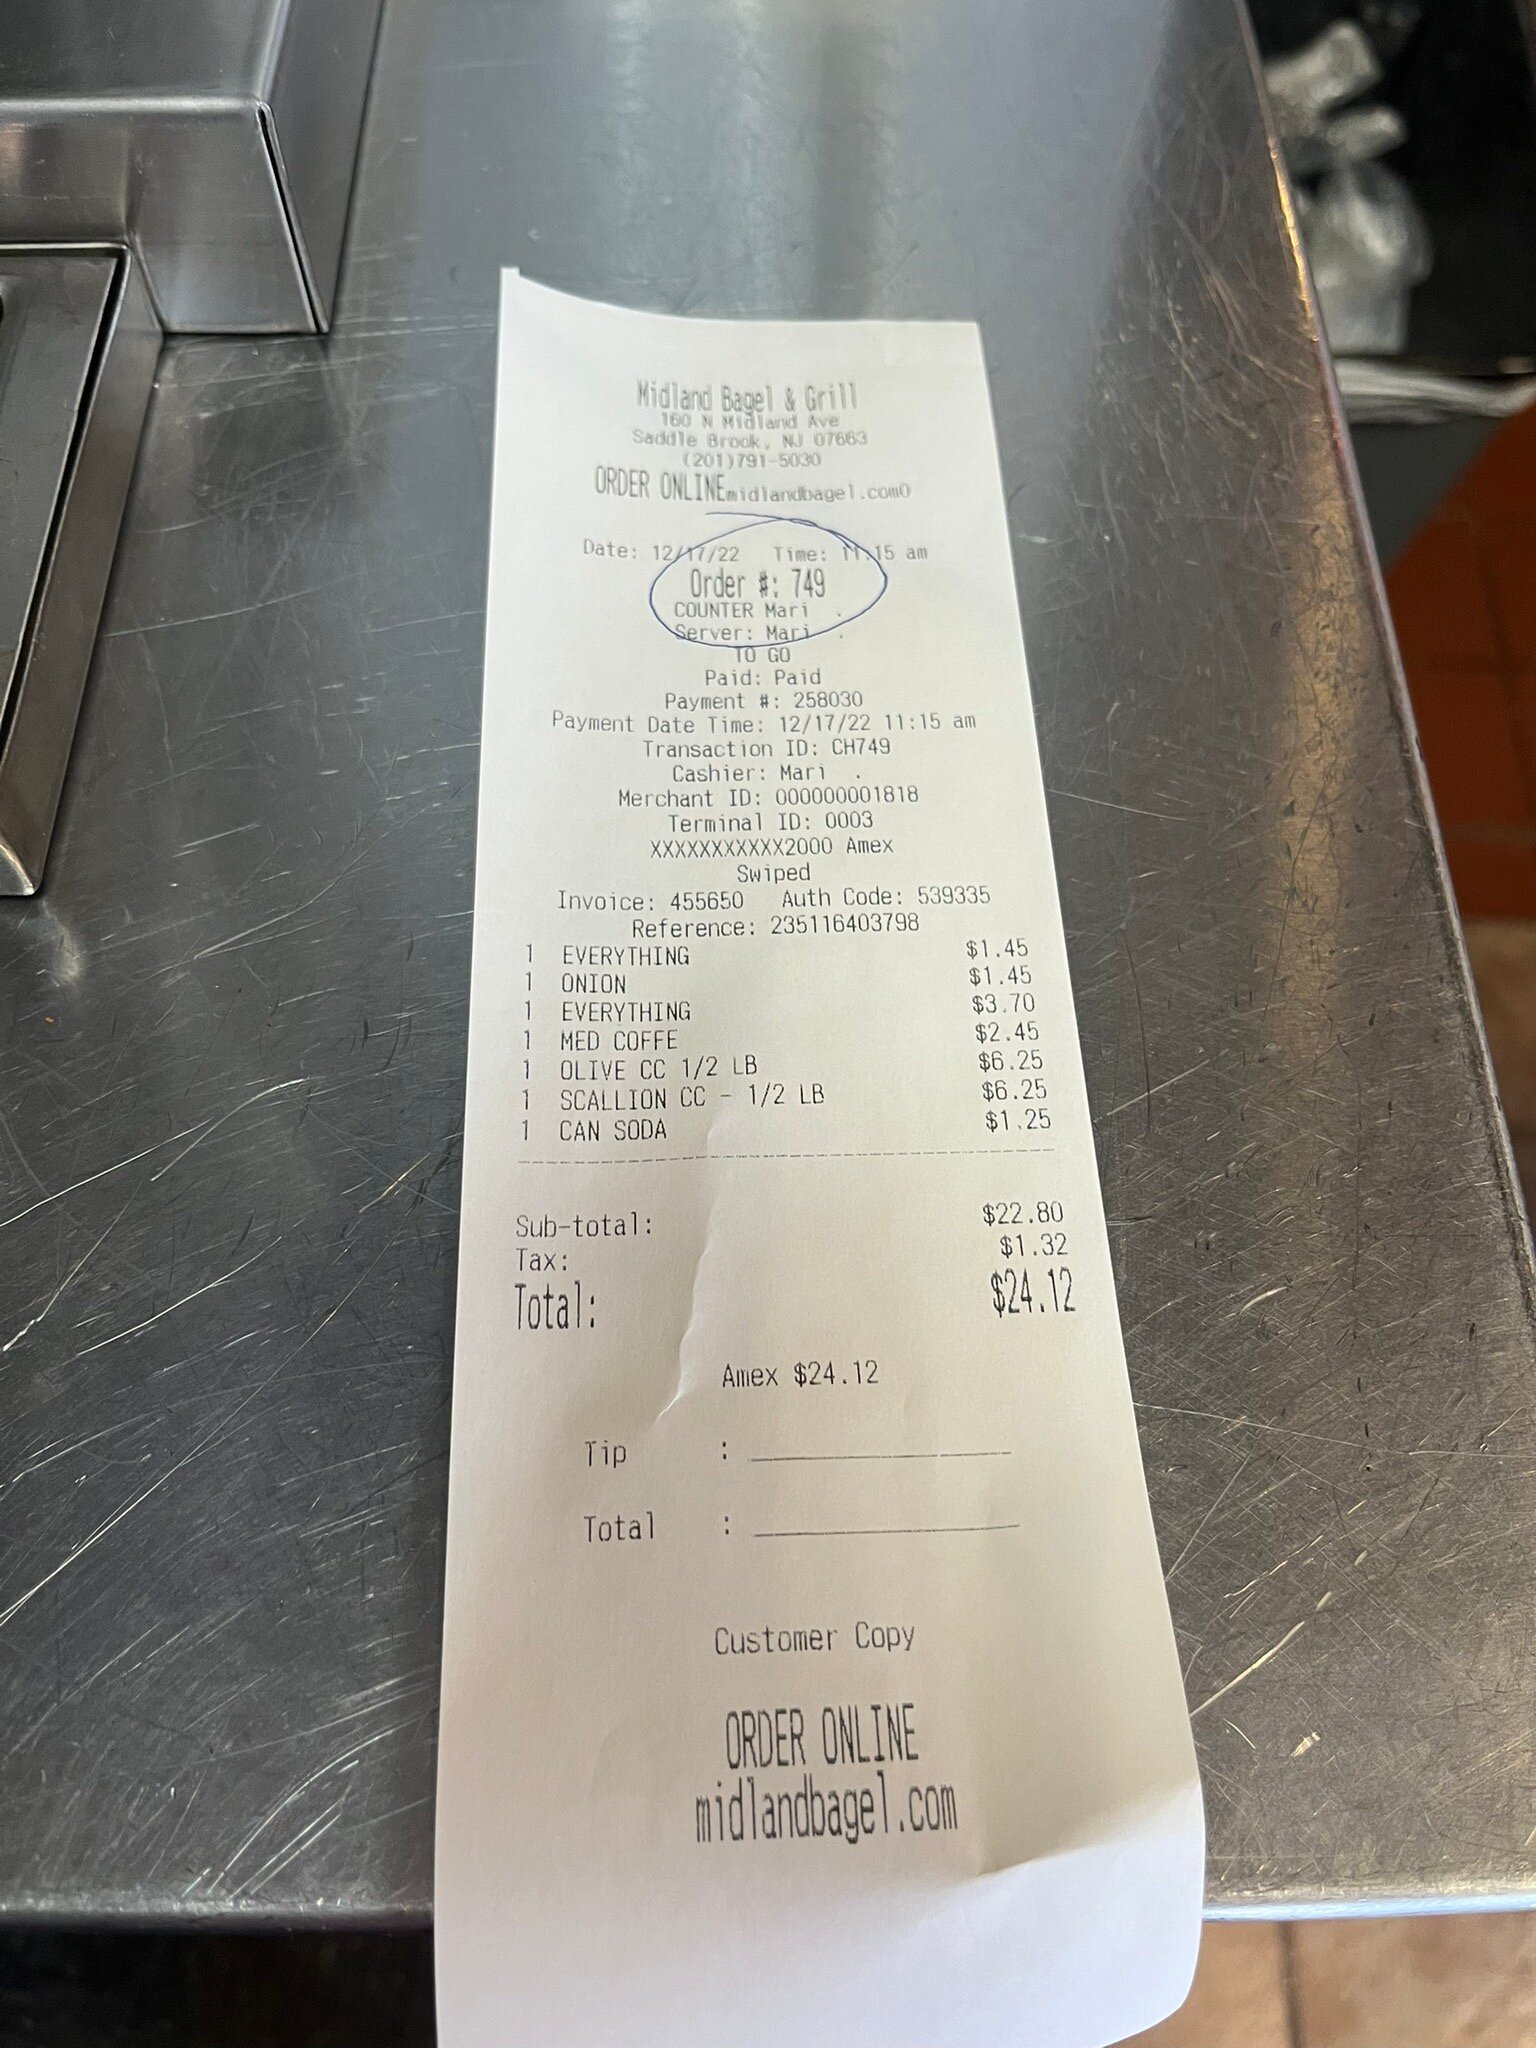 Midland Bagel & Grill
160 N Midland Ave
Saddle Brook, NJ 07663
(201)791-5030
ORDER ONLINEmidlandbagel.com0
Date: 12/17/22 Time: 11:15 am
Order #: 749
COUNTER Mari .
Server: Mari .
TO GO
Paid: Paid
Payment #: 258030
Payment Date Time: 12/17/22 11:15 am
Transaction ID: CH749
Cashier: Mari .
Merchant ID: 000000001818
Terminal ID: 0003
XXXXXXXXXXX2000 Amex
Swiped
Invoice: 455650 Auth Code: 539335
Reference: 235116403798
1 EVERYTHING $1.45
1 ONION $1.45
1 EVERYTHING $3.70
1 MED COFFE $2.45
1 OLIVE CC 1/2 LB $6.25
1 SCALLION CC - 1/2 LB $6.25
1 CAN SODA $1.25
Sub-total: $22.80
Tax: $1.32
Total: $24.12
Amex $24.12
Tip :
Total :
Customer Copy
ORDER ONLINE
midlandbagel.com